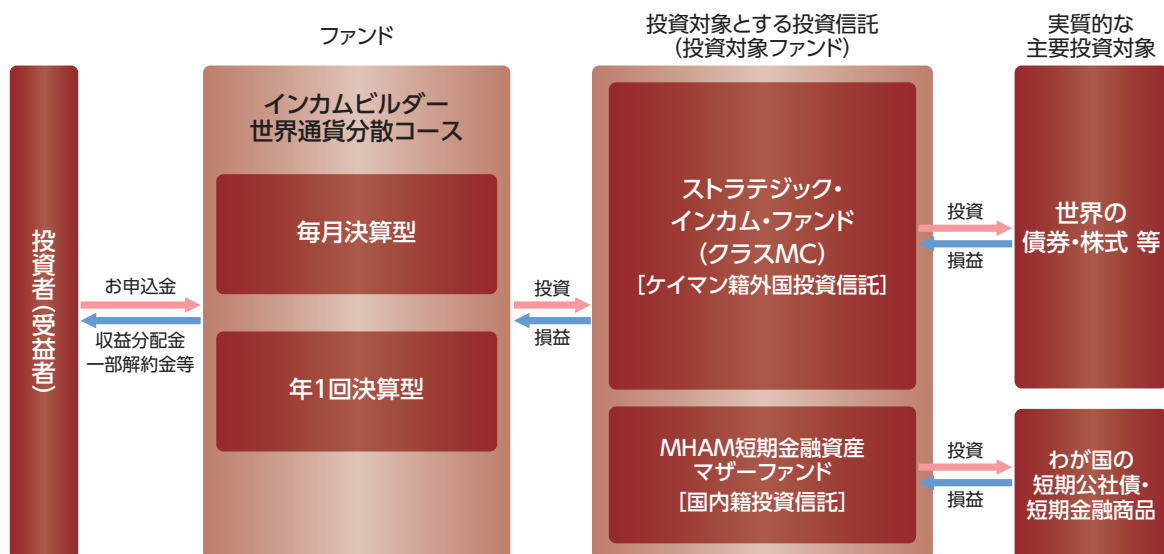 ファンド
投資対象とする投資信託
(投資対象ファンド)
実質的な
主要投資対象
投資者(受益者)
お申込金
収益分配金
一部解約金等
インカムビルダー
世界通貨分散コース
毎月決算型
年1回決算型
投資
損益
ストラテジック・
インカム・ファンド
(クラスMC)
[ケイマン籍外国投資信託]
投資
損益
世界の
債券・株式 等
MHAM短期金融資産
マザーファンド
[国内籍投資信託]
投資
損益
わが国の
短期公社債・
短期金融商品